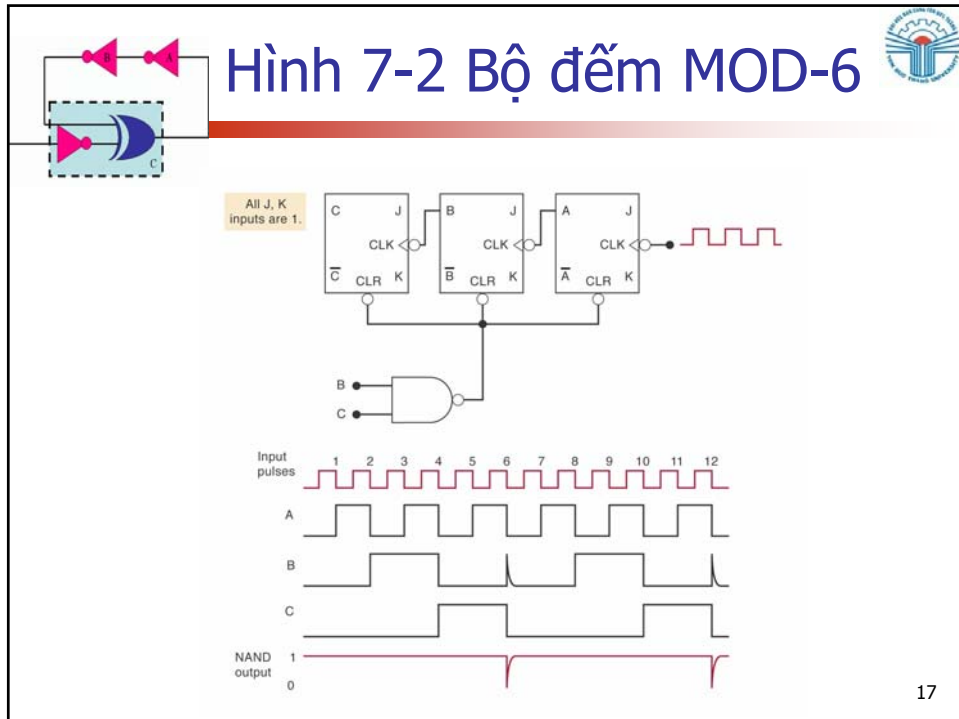 Hình 7-2 Bộ đếm MOD-6
B A
C
All J, K
inputs are 1.
C J B J A J
CLK CLK CLK
C̅ CLR K B̅ CLR K A̅ CLR K
B
C
Input
pulses
1 2 3 4 5 6 7 8 9 10 11 12
A
B
C
NAND 1
output
0
17